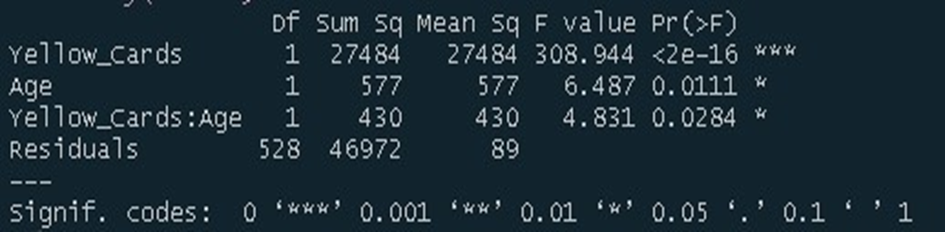 Df Sum Sq Mean Sq F value Pr(>F)
Yellow_Cards 1 27484 27484 308.944 <2e-16 ***
Age 1 577 577 6.487 0.0111 *
Yellow_Cards:Age 1 430 430 4.831 0.0284 *
Residuals 528 46972 89
---
Signif. codes: 0 ‘***’ 0.001 ‘**’ 0.01 ‘*’ 0.05 ‘.’ 0.1 ‘ ’ 1